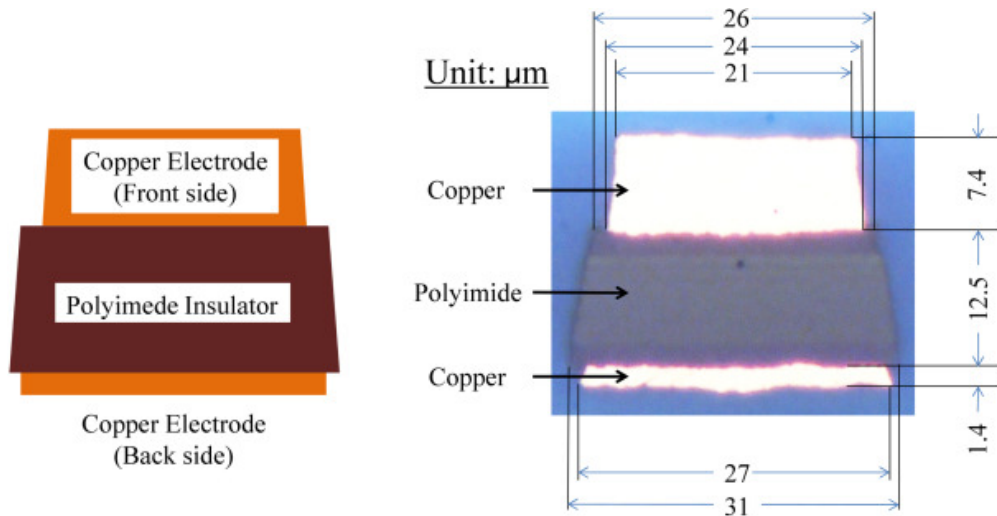 26
24
21
Unit: µm
Copper Electrode
(Front side)
Copper
7.4
Polyimede Insulator
Polyimide
12.5
Copper
1.4
Copper Electrode
(Back side)
27
31